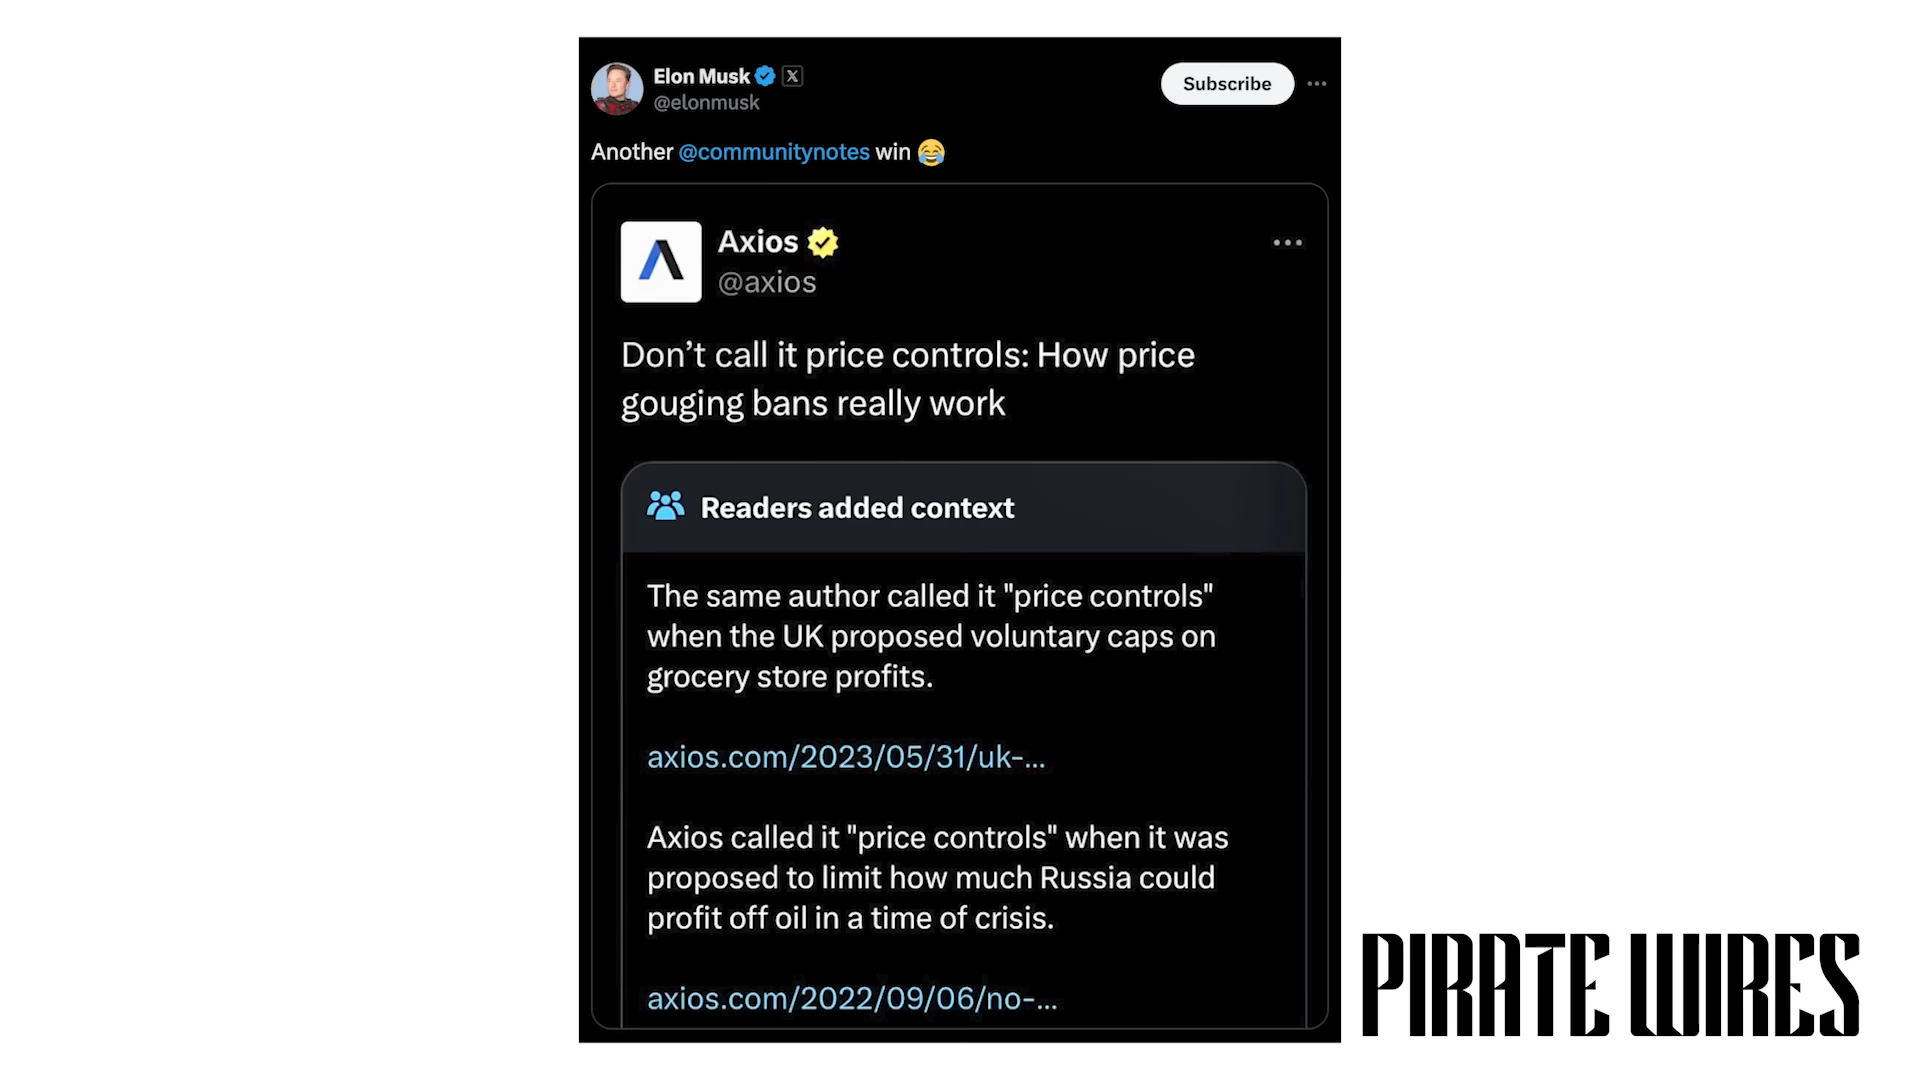 Elon Musk
@elonmusk
Subscribe
Another @communitynotes win 😂
Axios
@axios
Don’t call it price controls: How price
gouging bans really work
Readers added context
The same author called it "price controls"
when the UK proposed voluntary caps on
grocery store profits.
axios.com/2023/05/31/uk-...
Axios called it "price controls" when it was
proposed to limit how much Russia could
profit off oil in a time of crisis.
axios.com/2022/09/06/no-...
PIRATE WIRES